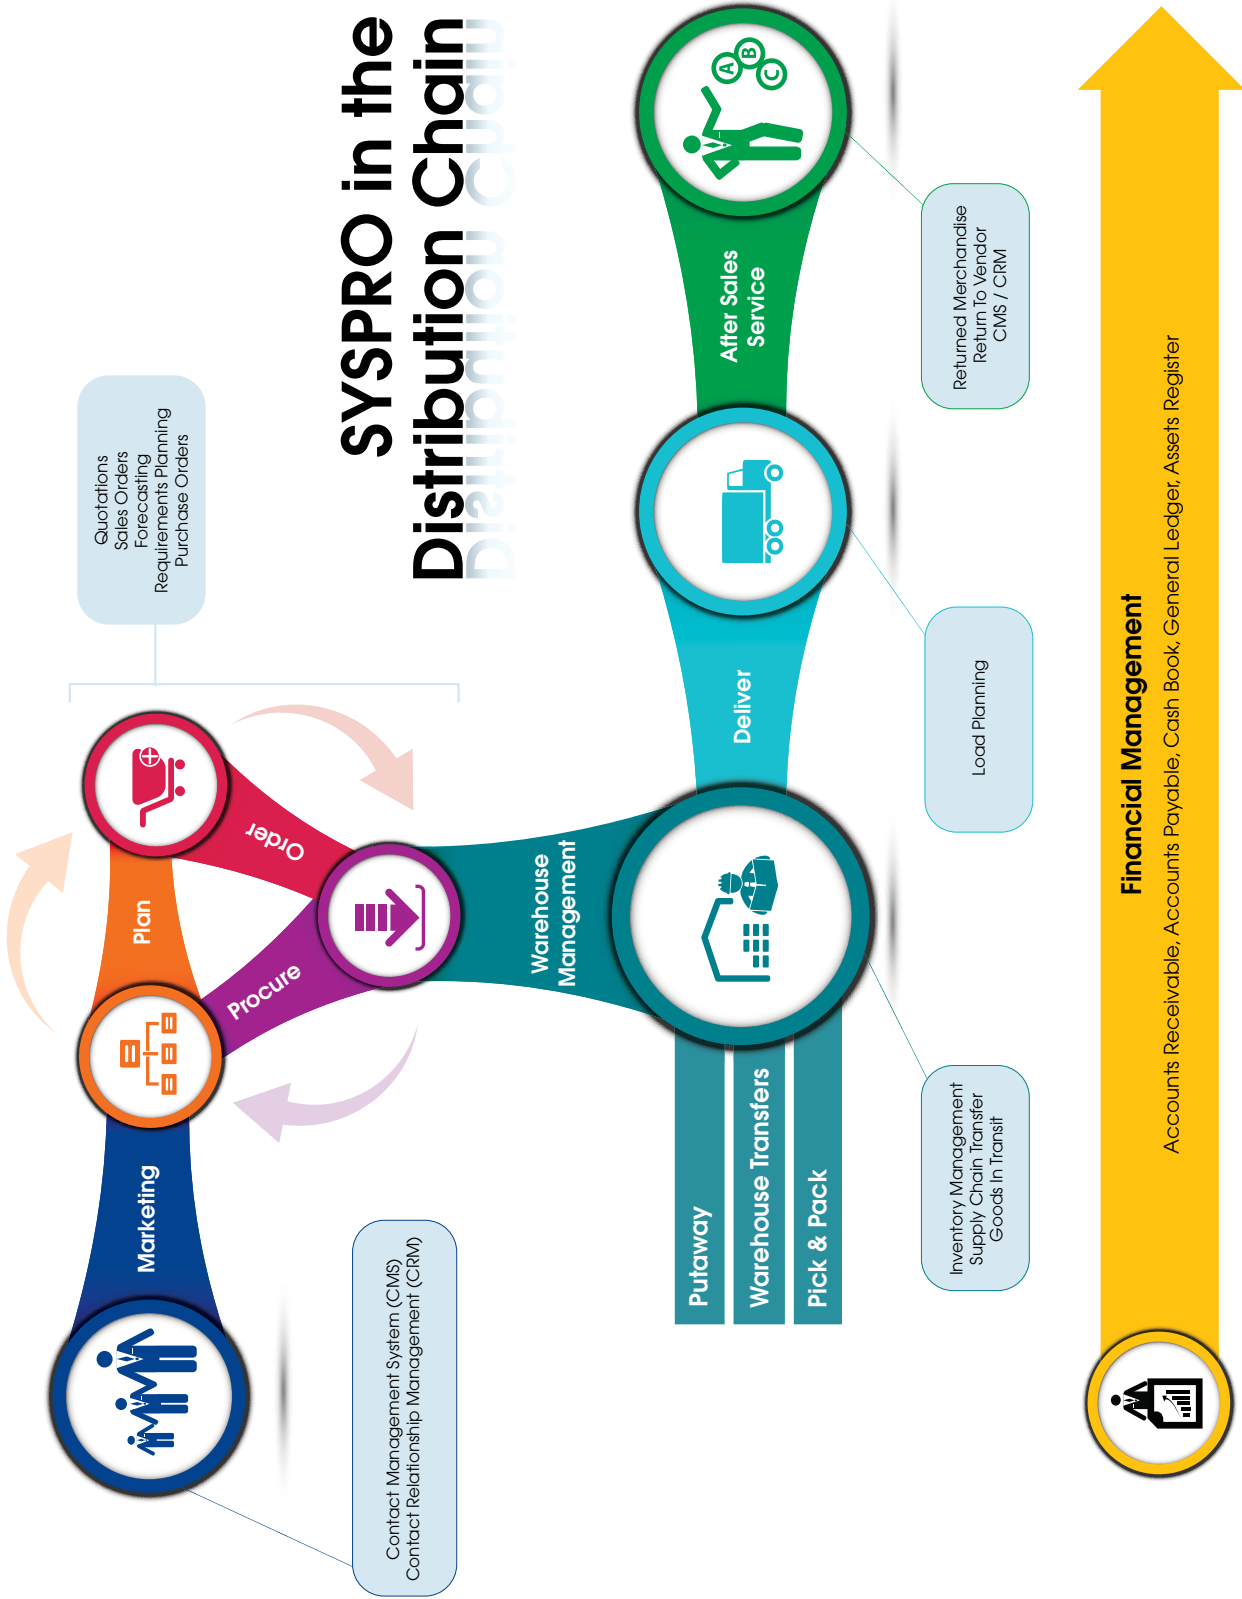 SYSPRO in the
Distribution Chain
Quotations
Sales Orders
Forecasting
Requirements Planning
Purchase Orders
Marketing
Plan
Order
Procure
Contact Management System (CMS)
Contact Relationship Management (CRM)
Warehouse
Management
Putaway
Warehouse Transfers
Pick & Pack
Deliver
After Sales
Service
A
B
C
Inventory Management
Supply Chain Transfer
Goods In Transit
Load Planning
Returned Merchandise
Return To Vendor
CMS / CRM
Financial Management
Accounts Receivable, Accounts Payable, Cash Book, General Ledger, Assets Register